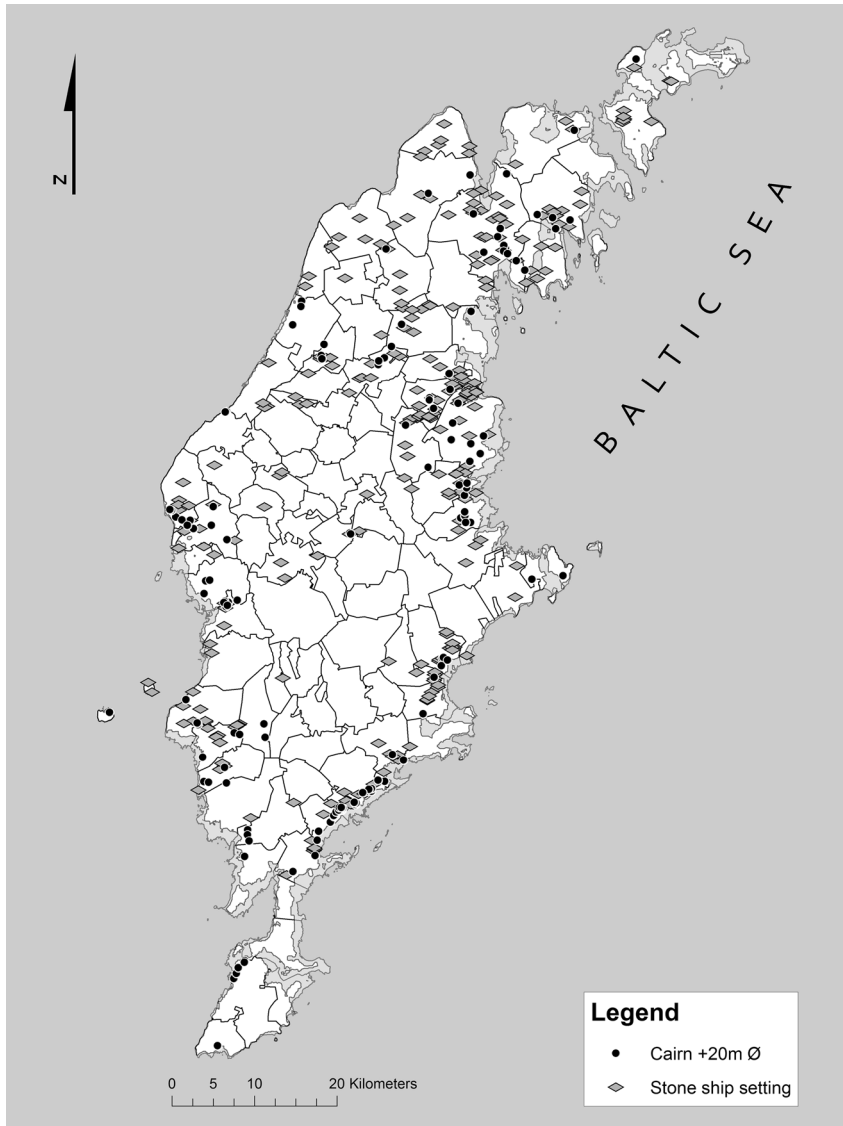 N
BALTIC SEA
Legend
Cairn +20m Ø
Stone ship setting
0 5 10 20 Kilometers